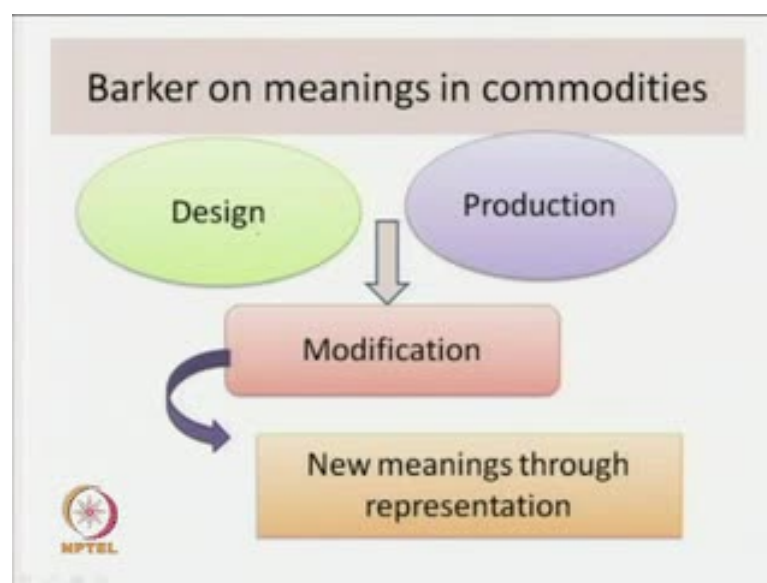 Barker on meanings in commodities
Design
Production
Modification
New meanings through
representation
NPTEL